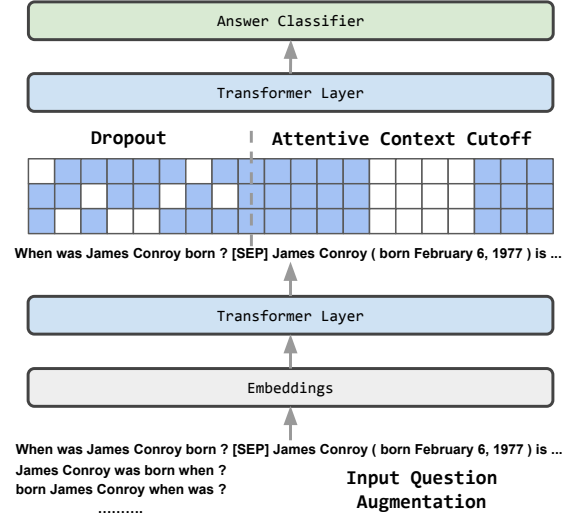 Answer Classifier
Transformer Layer
Dropout
Attentive Context Cutoff
When was James Conroy born ? [SEP] James Conroy ( born February 6, 1977 ) is ...
Transformer Layer
Embeddings
When was James Conroy born ? [SEP] James Conroy ( born February 6, 1977 ) is ...
James Conroy was born when ?
born James Conroy when was ?
..........
Input Question
Augmentation